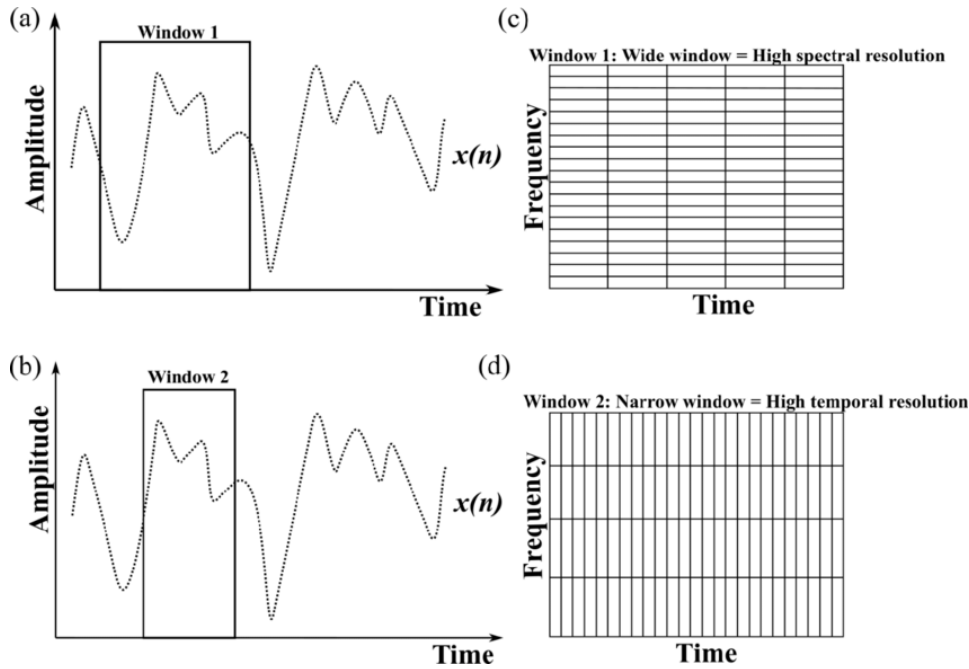 (a)
Window 1
Amplitude
x(n)
Time
(c)
Window 1: Wide window = High spectral resolution
Frequency
Time
(b)
Window 2
Amplitude
x(n)
Time
(d)
Window 2: Narrow window = High temporal resolution
Frequency
Time